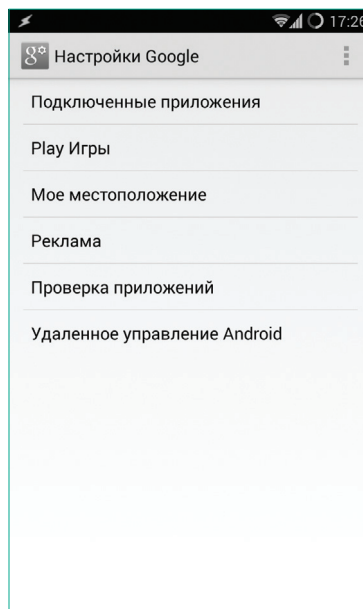 17:26
Настройки Google
Подключенные приложения
Play Игры
Мое местоположение
Реклама
Проверка приложений
Удаленное управление Android